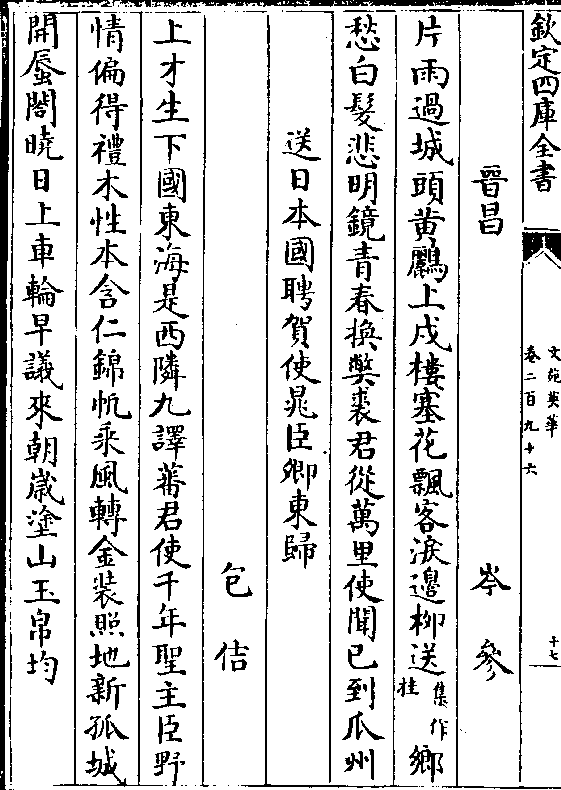 欽定四庫全書
文苑英華
卷二百九十六
十七
晉昌
岑參
片雨過城頭黄鸝上戍樓塞花飄客淚邊柳送集作挂鄉
愁白髮悲明鏡青春換獘裘君從萬里使聞已到瓜州
送日本國聘賀使晁臣卿東歸
包佶
上才生下國東海是西隣九譯蕃君使千年聖主臣野
情偏得禮木性本含仁錦帆乘風轉金裝照地新孤城
開蜃閣曉日上車輪早議來朝歲塗山玉帛均